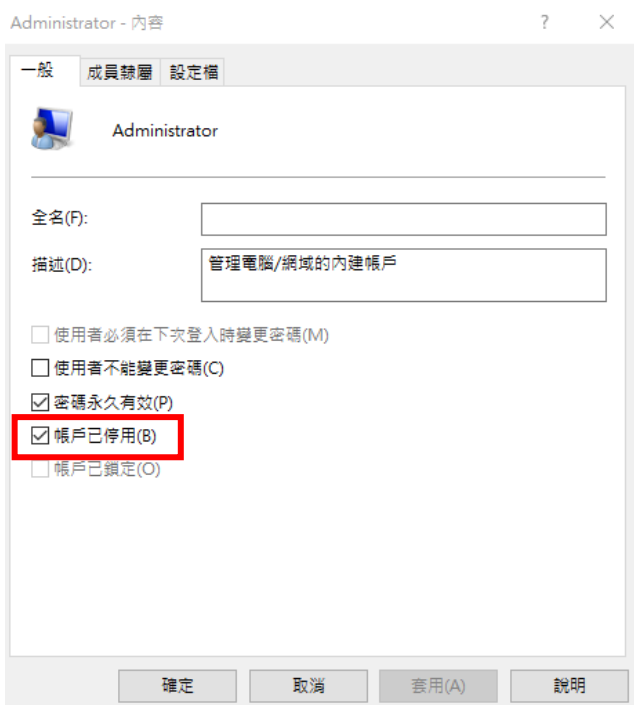 Administrator - 內容
一般 成員隸屬 設定檔
Administrator
全名(F):
描述(D): 管理電腦/網域的內建帳戶
使用者必須在下次登入時變更密碼(M)
使用者不能變更密碼(C)
密碼永久有效(P)
帳戶已停用(B)
帳戶已鎖定(O)
確定 取消 套用(A) 說明